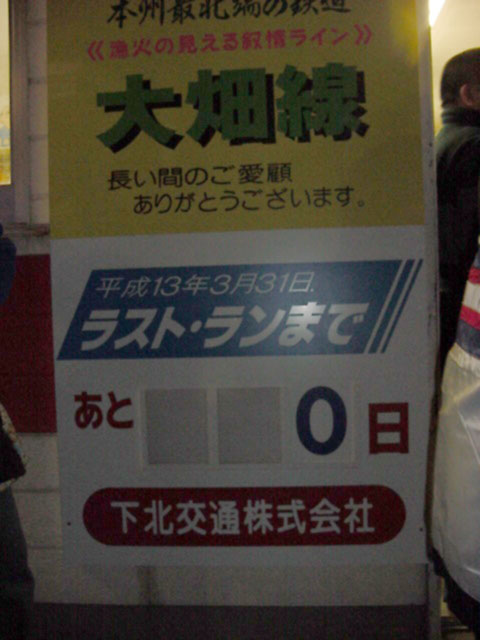 本州最北端の鉄道
《漁火の見える叙情ライン》
大畑線
長い間のご愛顧
ありがとうございます。
平成13年3月31日
ラスト・ランまで
あと 0日
下北交通株式会社